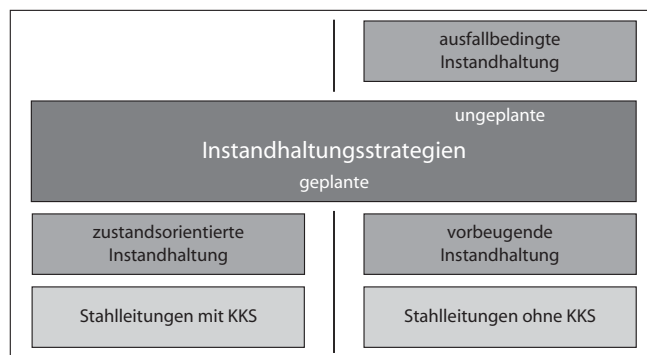 ausfallbedingte
Instandhaltung
ungeplante
Instandhaltungsstrategien
geplante
zustandsorientierte
Instandhaltung
vorbeugende
Instandhaltung
Stahlleitungen mit KKS
Stahlleitungen ohne KKS